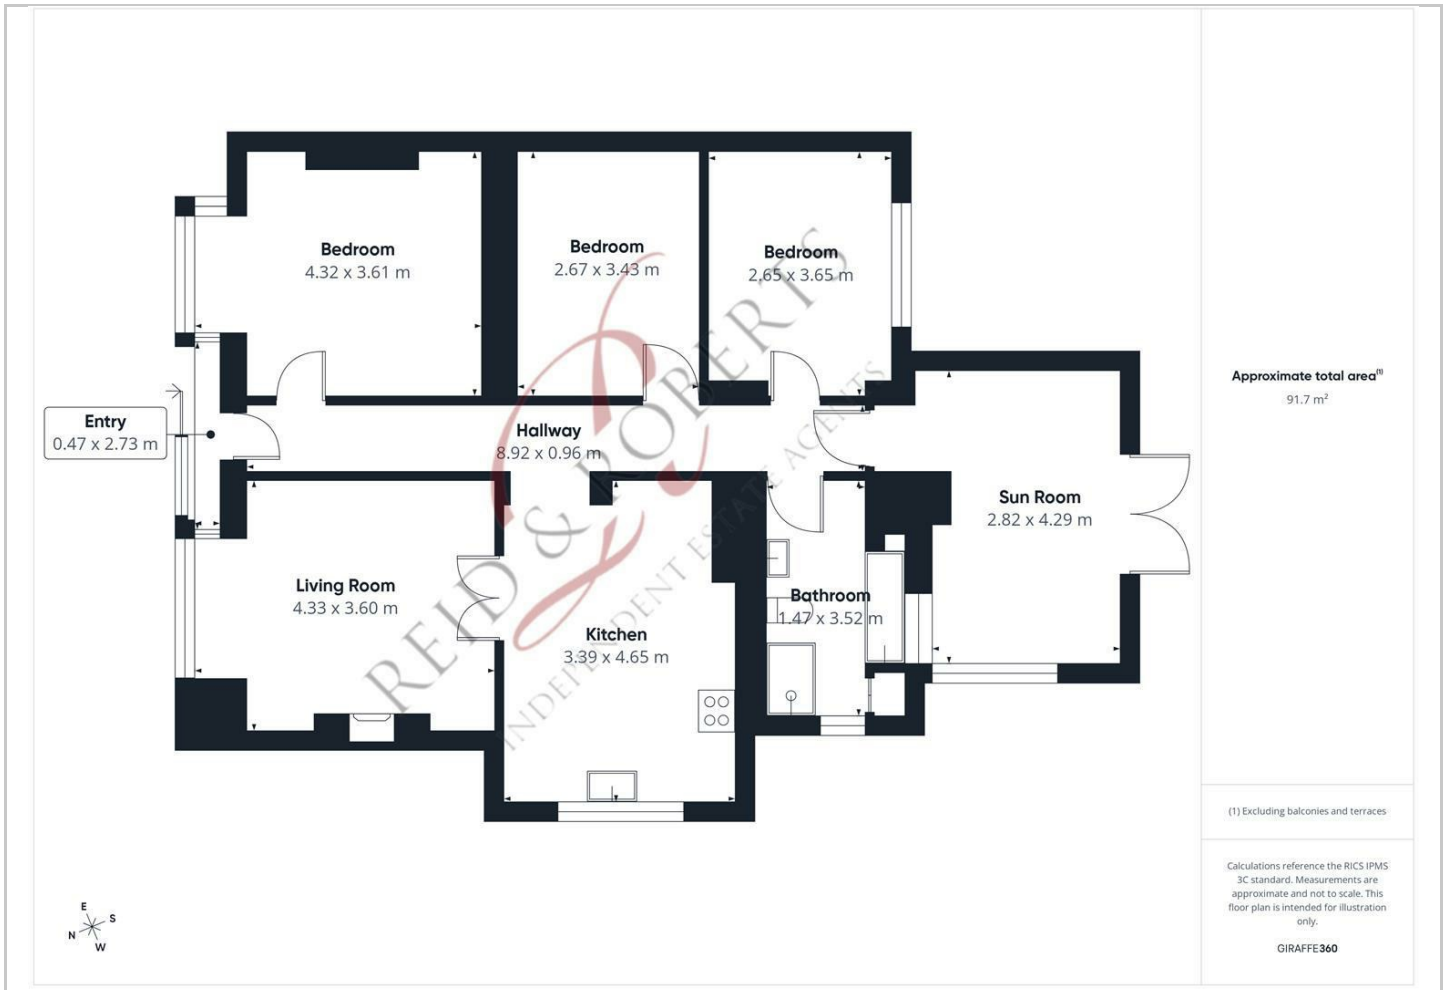 Bedroom
4.32 x 3.61 m
Bedroom
2.67 x 3.43 m
Bedroom
2.65 x 3.65 m
Entry
0.47 x 2.73 m
Hallway
8.92 x 0.96 m
Living Room
4.33 x 3.60 m
Kitchen
3.39 x 4.65 m
Bathroom
1.47 x 3.52 m
Sun Room
2.82 x 4.29 m
REID & ROBERTS
INDEPENDENT ESTATE AGENTS
E
S
N
W
Approximate total area⁽¹⁾
91.7 m²
(1) Excluding balconies and terraces
Calculations reference the RICS IPMS
3C standard. Measurements are
approximate and not to scale. This
floor plan is intended for illustration
only.
GIRAFFE360